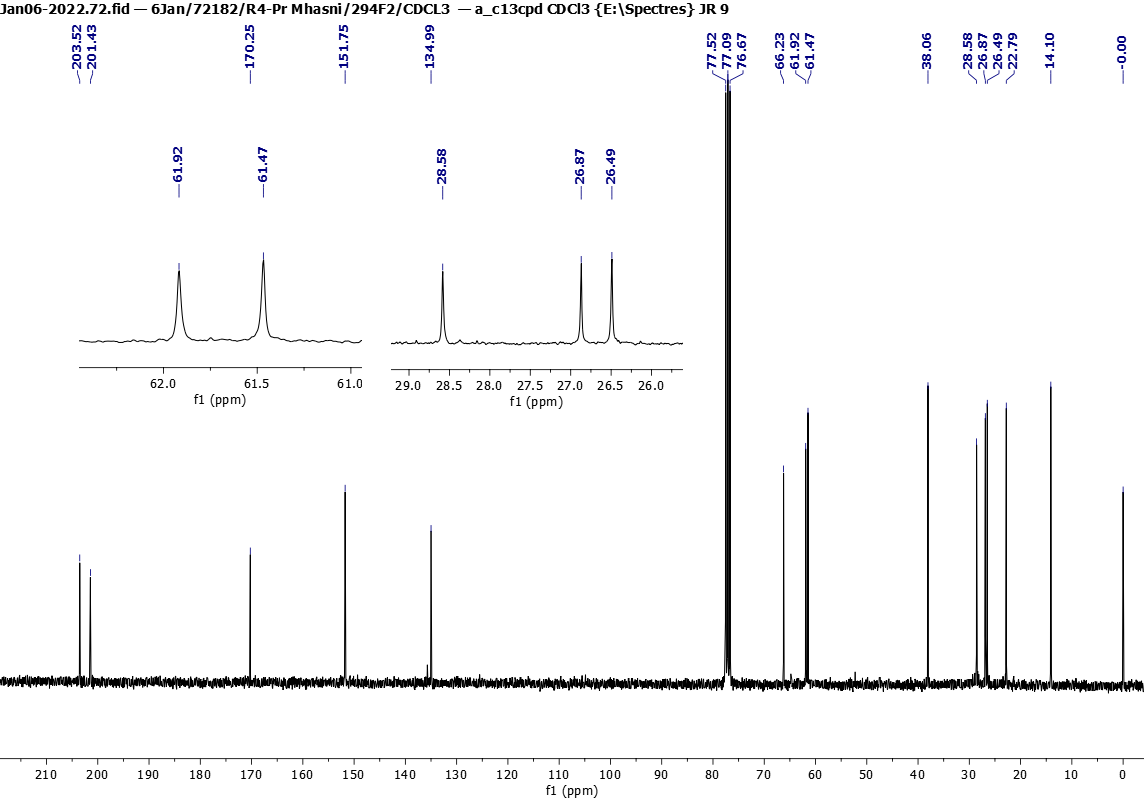 Jan06-2022.72.fid — 6Jan/72182/R4-Pr Mhasni/294F2/CDCL3 — a_c13cpd CDCl3 {E:\Spectres} JR 9
203.52 201.43 170.25 151.75 134.99 77.52 77.09 76.67 66.23 61.92 61.47 38.06 28.58 26.87 26.49 22.79 14.10 -0.00
61.92 61.47 28.58 26.87 26.49
62.0 61.5 61.0
f1 (ppm)
29.0 28.5 28.0 27.5 27.0 26.5 26.0
f1 (ppm)
210 200 190 180 170 160 150 140 130 120 110 100 90 80 70 60 50 40 30 20 10 0
f1 (ppm)